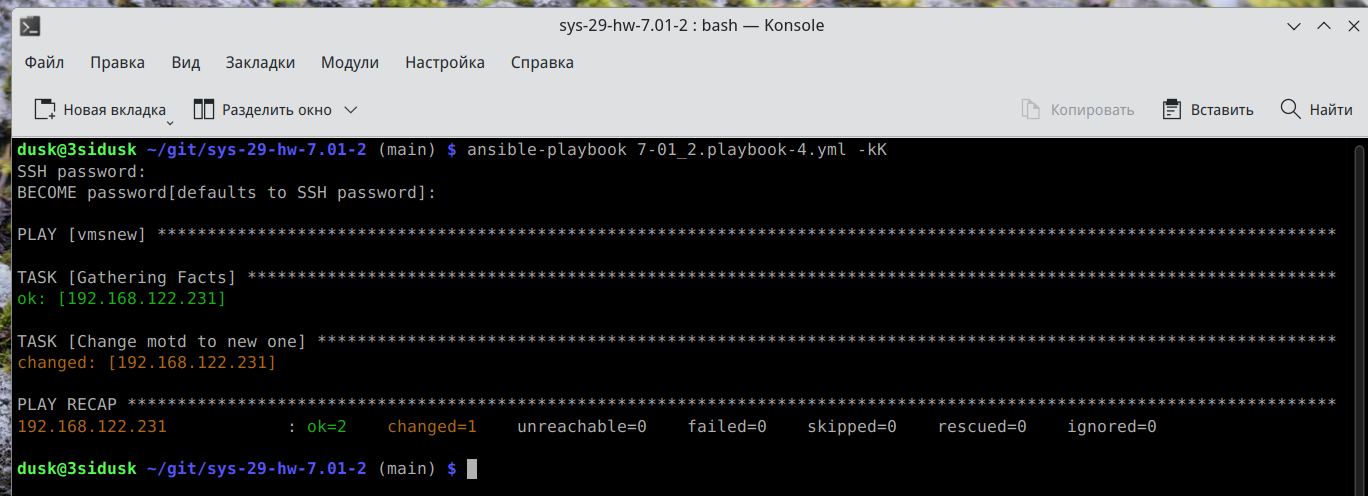 sys-29-hw-7.01-2 : bash — Konsole
Файл Правка Вид Закладки Модули Настройка Справка
Новая вкладка Разделить окно Копировать Вставить Найти
dusk@3sidusk ~/git/sys-29-hw-7.01-2 (main) $ ansible-playbook 7-01_2.playbook-4.yml -kK
SSH password:
BECOME password[defaults to SSH password]:
PLAY [vmsnew] **********************************************************************************************************************
TASK [Gathering Facts] *************************************************************************************************************
ok: [192.168.122.231]
TASK [Change motd to new one] ******************************************************************************************************
changed: [192.168.122.231]
PLAY RECAP *************************************************************************************************************************
192.168.122.231            : ok=2    changed=1    unreachable=0    failed=0    skipped=0    rescued=0    ignored=0
dusk@3sidusk ~/git/sys-29-hw-7.01-2 (main) $